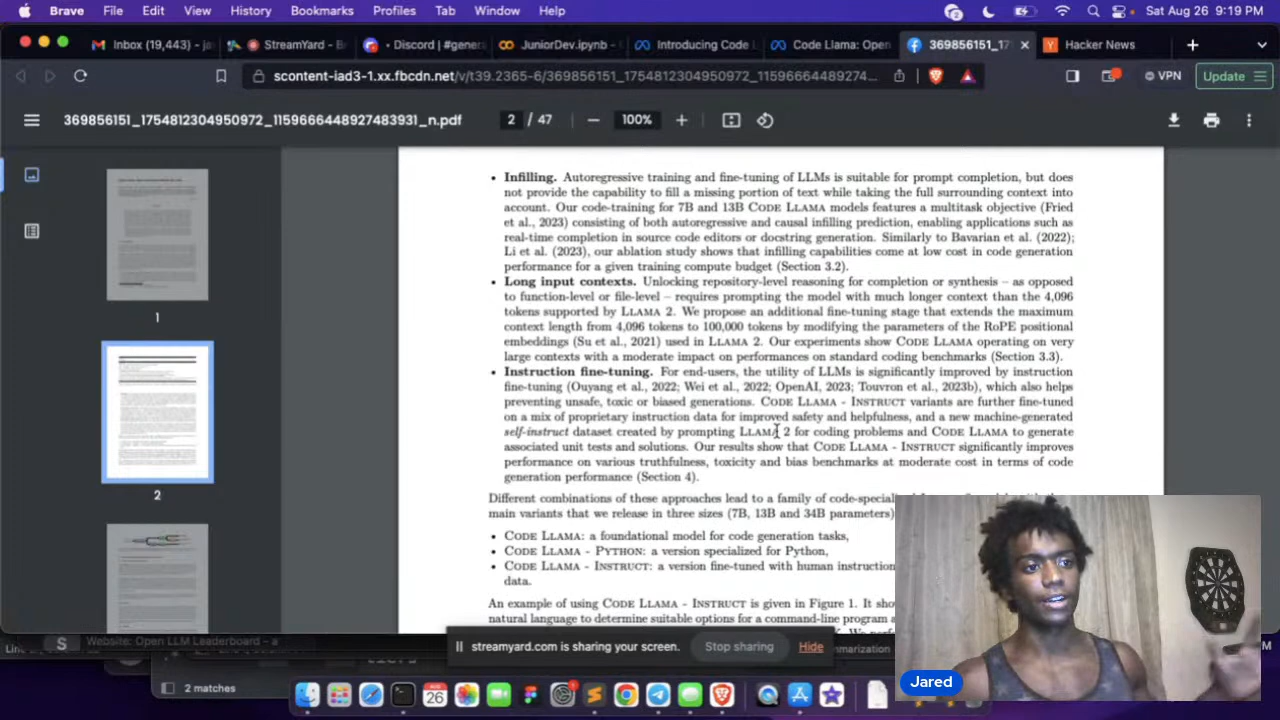 Brave File Edit View History Bookmarks Profiles Tab Window Help 2 Sat Aug 26 9:19 PM
Inbox (19,443) - StreamYard - B Discord | #gener JuniorDev.ipynb - Introducing Code L Code Llama: Open 369856151_17 Hacker News
scontent-iad3-1.xx.fbcdn.net/v/t39.2365-6/369856151_1754812304950972_11596664489274... VPN Update
369856151_1754812304950972_1159666448927483931_n.pdf 2 / 47 100%
• Infilling. Autoregressive training and fine-tuning of LLMs is suitable for prompt completion, but does
not provide the capability to fill a missing portion of text while taking the full surrounding context into
account. Our code-training for 7B and 13B CODE LLAMA models features a multitask objective (Fried
et al., 2023) consisting of both autoregressive and causal infilling prediction, enabling applications such as
real-time completion in source code editors or docstring generation. Similarly to Bavarian et al. (2022);
Li et al. (2023), our ablation study shows that infilling capabilities come at low cost in code generation
performance for a given training compute budget (Section 3.2).
• Long input contexts. Unlocking repository-level reasoning for completion or synthesis – as opposed
to function-level or file-level – requires prompting the model with much longer context than the 4,096
tokens supported by LLAMA 2. We propose an additional fine-tuning stage that extends the maximum
context length from 4,096 tokens to 100,000 tokens by modifying the parameters of the RoPE positional
embeddings (Su et al., 2021) used in LLAMA 2. Our experiments show CODE LLAMA operating on very
large contexts with a moderate impact on performances on standard coding benchmarks (Section 3.3).
• Instruction fine-tuning. For end-users, the utility of LLMs is significantly improved by instruction
fine-tuning (Ouyang et al., 2022; Wei et al., 2022; OpenAI, 2023; Touvron et al., 2023b), which also helps
preventing unsafe, toxic or biased generations. CODE LLAMA - INSTRUCT variants are further fine-tuned
on a mix of proprietary instruction data for improved safety and helpfulness, and a new machine-generated
self-instruct dataset created by prompting LLAMA 2 for coding problems and CODE LLAMA to generate
associated unit tests and solutions. Our results show that CODE LLAMA - INSTRUCT significantly improves
performance on various truthfulness, toxicity and bias benchmarks at moderate cost in terms of code
generation performance (Section 4).
Different combinations of these approaches lead to a family of code-speciali
main variants that we release in three sizes (7B, 13B and 34B parameters)
• CODE LLAMA: a foundational model for code generation tasks,
• CODE LLAMA - PYTHON: a version specialized for Python,
• CODE LLAMA - INSTRUCT: a version fine-tuned with human instruction
data.
An example of using CODE LLAMA - INSTRUCT is given in Figure 1. It sho
natural language to determine suitable options for a command-line program a
1
2
S Website: Open LLM Leaderboard - a
streamyard.com is sharing your screen. Stop sharing Hide
2 matches
AUG
26
Jared